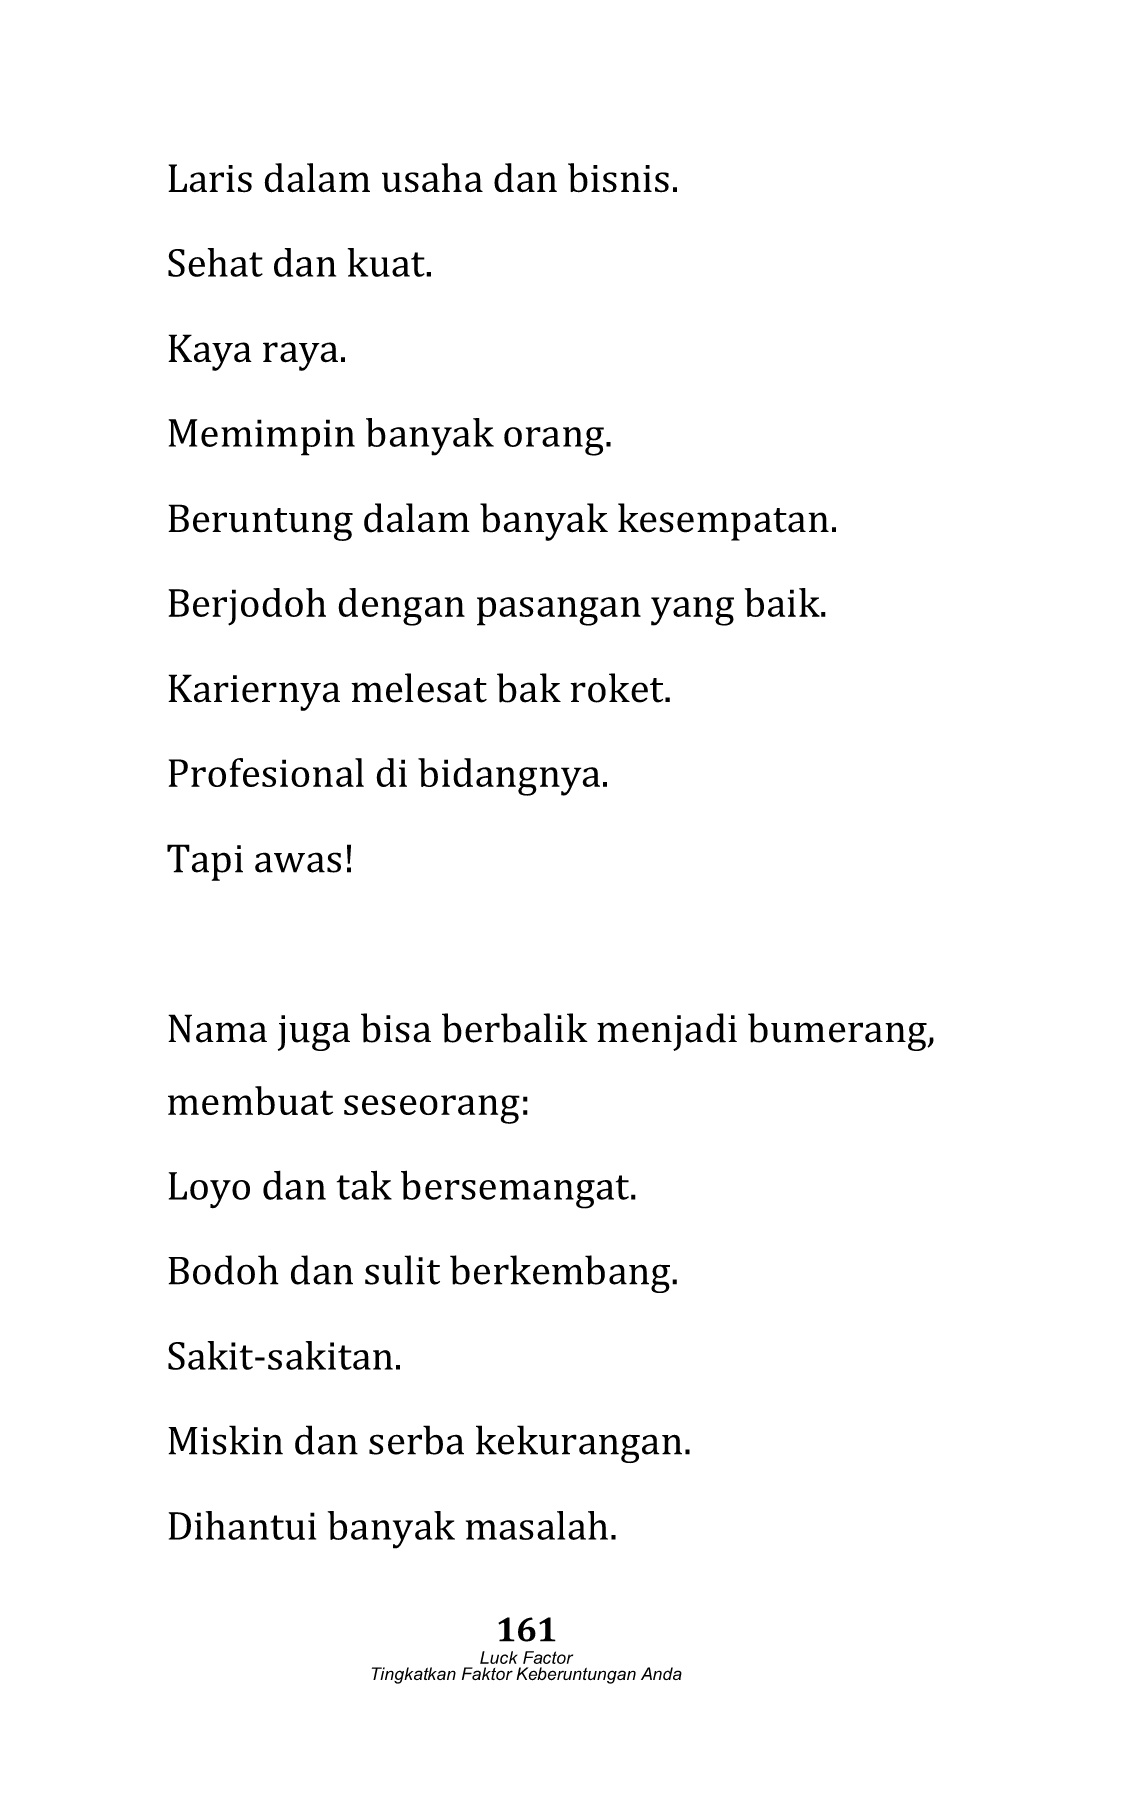 Laris dalam usaha dan bisnis.
Sehat dan kuat.
Kaya raya.
Memimpin banyak orang.
Beruntung dalam banyak kesempatan.
Berjodoh dengan pasangan yang baik.
Kariernya melesat bak roket.
Profesional di bidangnya.
Tapi awas!
Nama juga bisa berbalik menjadi bumerang,
membuat seseorang:
Loyo dan tak bersemangat.
Bodoh dan sulit berkembang.
Sakit-sakitan.
Miskin dan serba kekurangan.
Dihantui banyak masalah.
161
Luck Factor
Tingkatkan Faktor Keberuntungan Anda